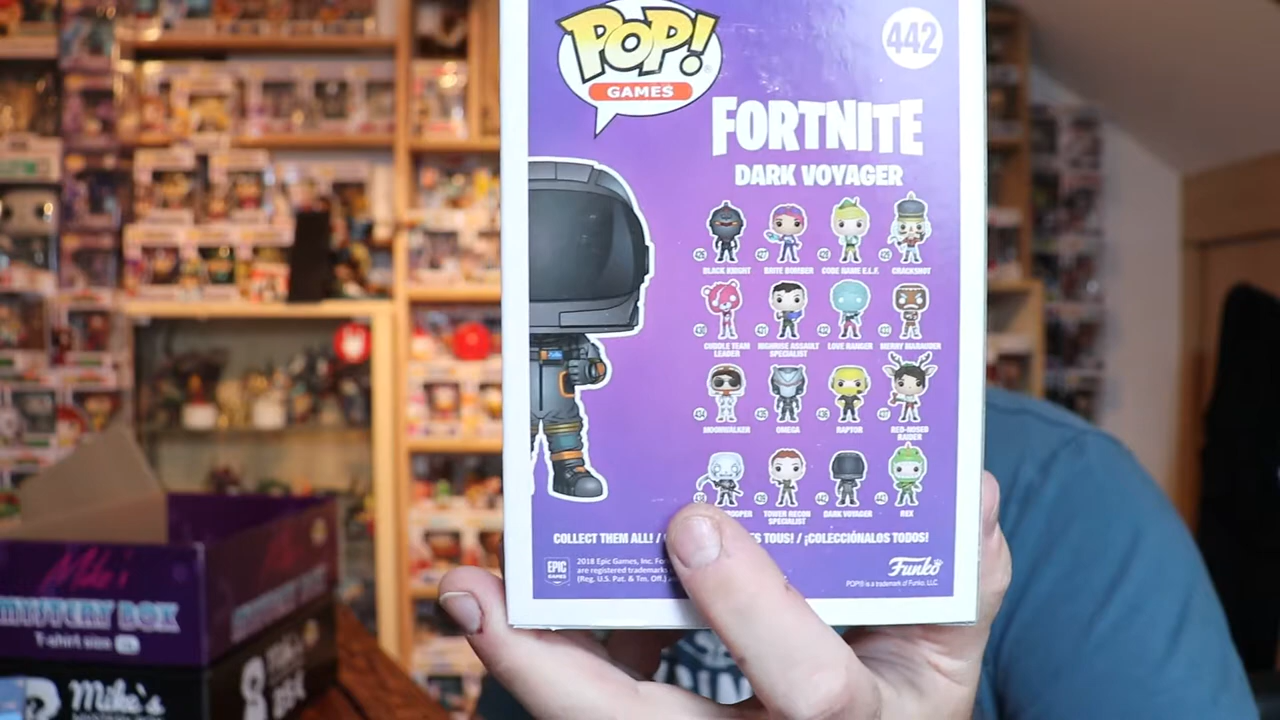 POP!
GAMES
442
FORTNITE
DARK VOYAGER
BLACK KNIGHT
BRITE BOMBER
CODE NAME E.L.F.
CRACKSHOT
CUDDLE TEAM
LEADER
HIGHRISE ASSAULT
SPECIALIST
LOVE RANGER
MERRY MARAUDER
MOONWALKER
OMEGA
RAPTOR
RED-NOSED
RAIDER
OOPER
TOWER RECON
SPECIALIST
DARK VOYAGER
REX
COLLECT THEM ALL! / ES TOUS! / ¡COLECCIÓNALOS TODOS!
EPIC
GAMES
2018 Epic Games, Inc. For
are registered trademarks
(Reg. U.S. Pat. & Tm. Off.)
Funko
POP!® is a trademark of Funko, LLC.
Mike's
MYSTERY BOX
T-shirt size
Mike's